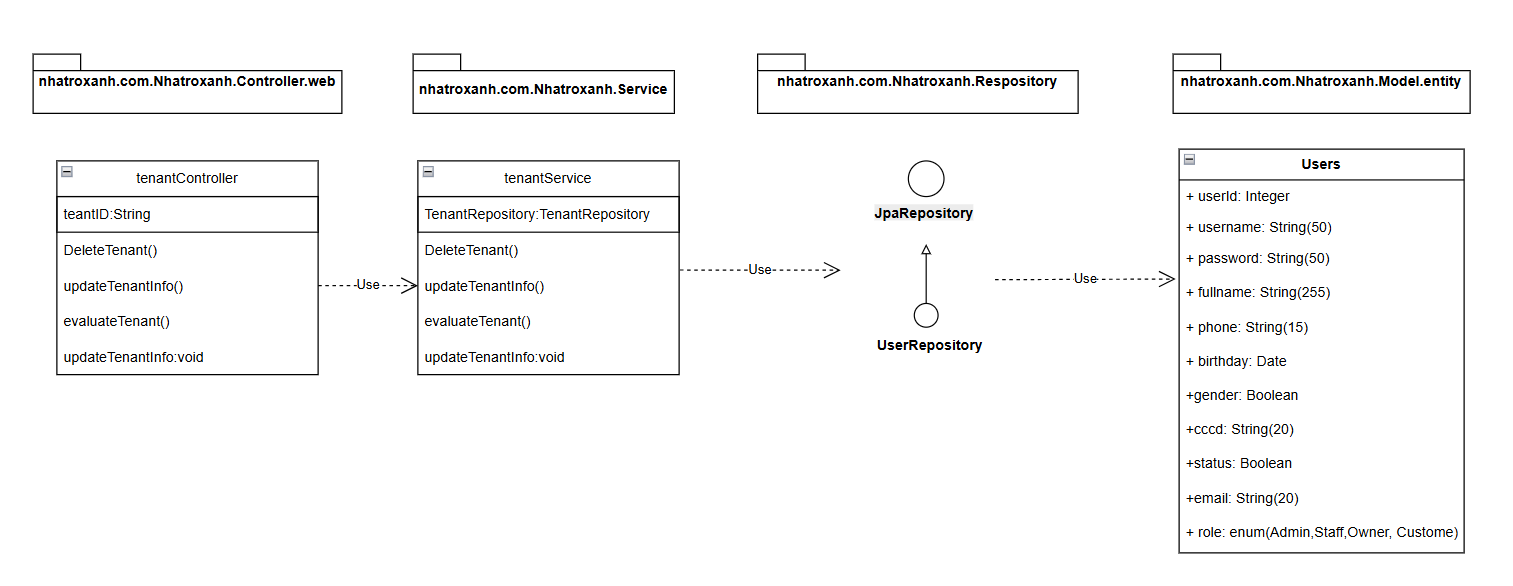 nhatroxanh.com.Nhatroxanh.Controller.web
nhatroxanh.com.Nhatroxanh.Service
nhatroxanh.com.Nhatroxanh.Respository
nhatroxanh.com.Nhatroxanh.Model.entity
tenantController
teantID:String
DeleteTenant()
updateTenantInfo()
evaluateTenant()
updateTenantInfo:void
Use
tenantService
TenantRepository:TenantRepository
DeleteTenant()
updateTenantInfo()
evaluateTenant()
updateTenantInfo:void
Use
JpaRepository
UserRepository
Use
Users
+ userId: Integer
+ username: String(50)
+ password: String(50)
+ fullname: String(255)
+ phone: String(15)
+ birthday: Date
+gender: Boolean
+cccd: String(20)
+status: Boolean
+email: String(20)
+ role: enum(Admin,Staff,Owner, Custome)